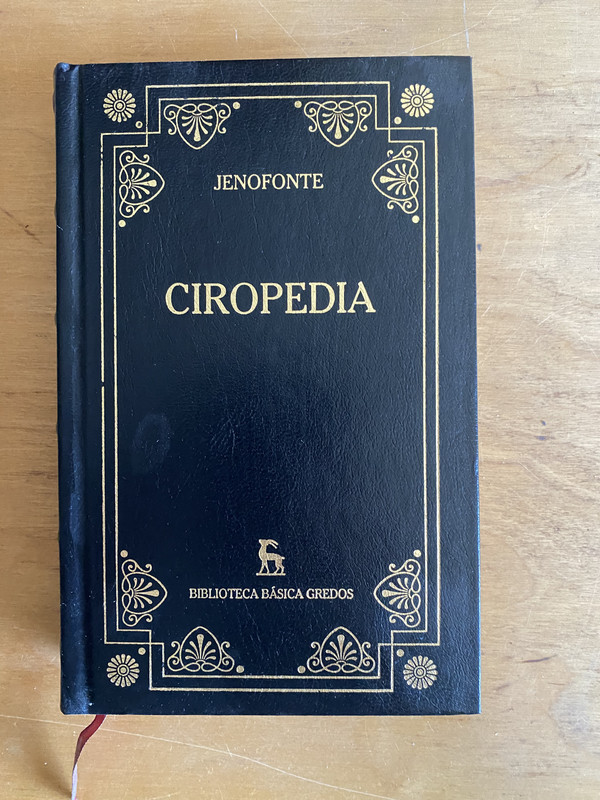 JENOFONTE
CIROPEDIA
BIBLIOTECA BÁSICA GREDOS